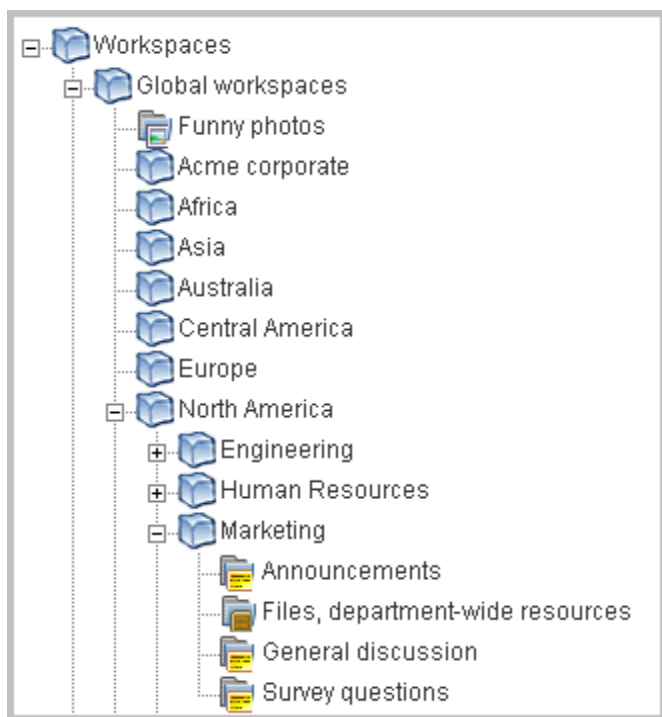 Workspaces
Global workspaces
Funny photos
Acme corporate
Africa
Asia
Australia
Central America
Europe
North America
Engineering
Human Resources
Marketing
Announcements
Files, department-wide resources
General discussion
Survey questions